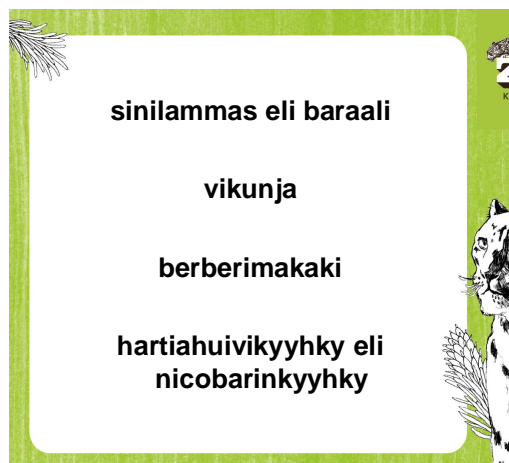 sinilammas eli baraali
vikunja
berberimakaki
hartiahuivikyyhky eli
nicobarinkyyhky